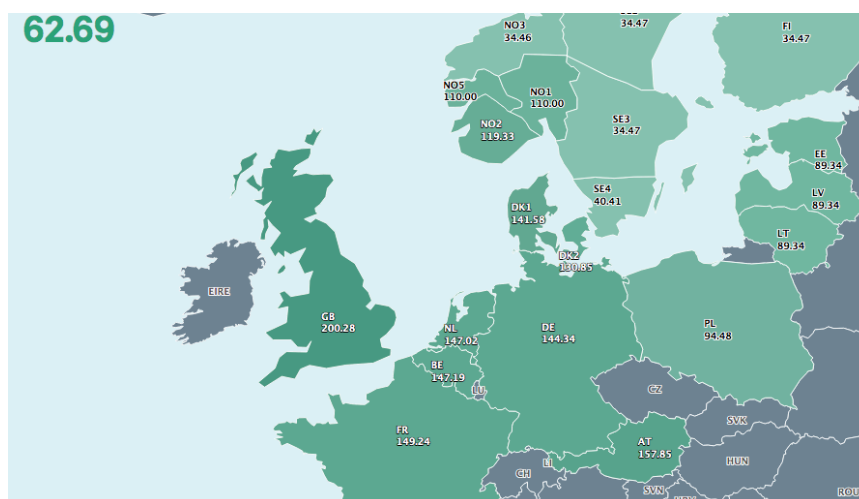 62.69
NO3
34.46
34.47
FI
34.47
NO5
110.00
NO1
110.00
NO2
119.33
SE3
34.47
EE
89.34
SE4
40.41
LV
89.34
DK1
141.58
LT
89.34
DK2
130.85
EIRE
GB
200.28
NL
147.02
DE
144.34
PL
94.48
BE
147.19
LU
CZ
SVK
FR
149.24
AT
157.85
HUN
CH
LI
SVN
ROU